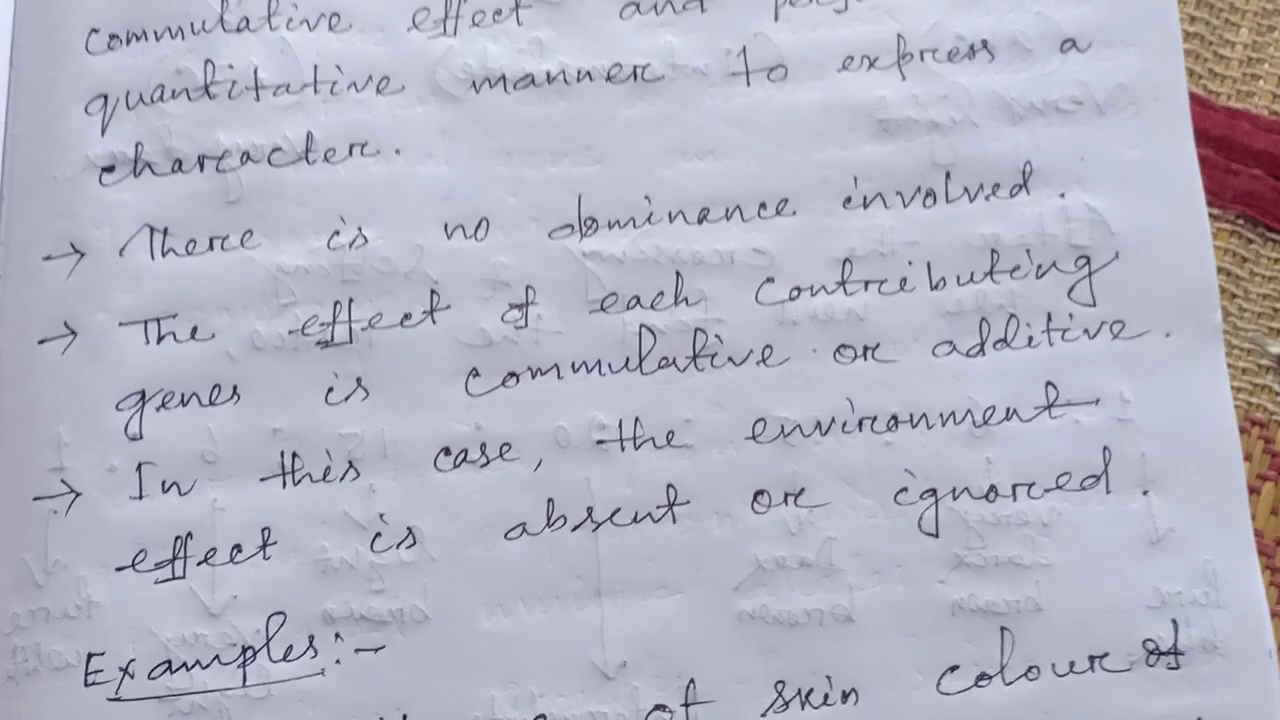 commutative effect and
quantitative manner to express a
character.
→ There is no dominance involved.
→ The effect of each contributing
genes is commulative or additive.
→ In this case, the environment
effect is absent or ignored.
Examples:-
of skin colour of